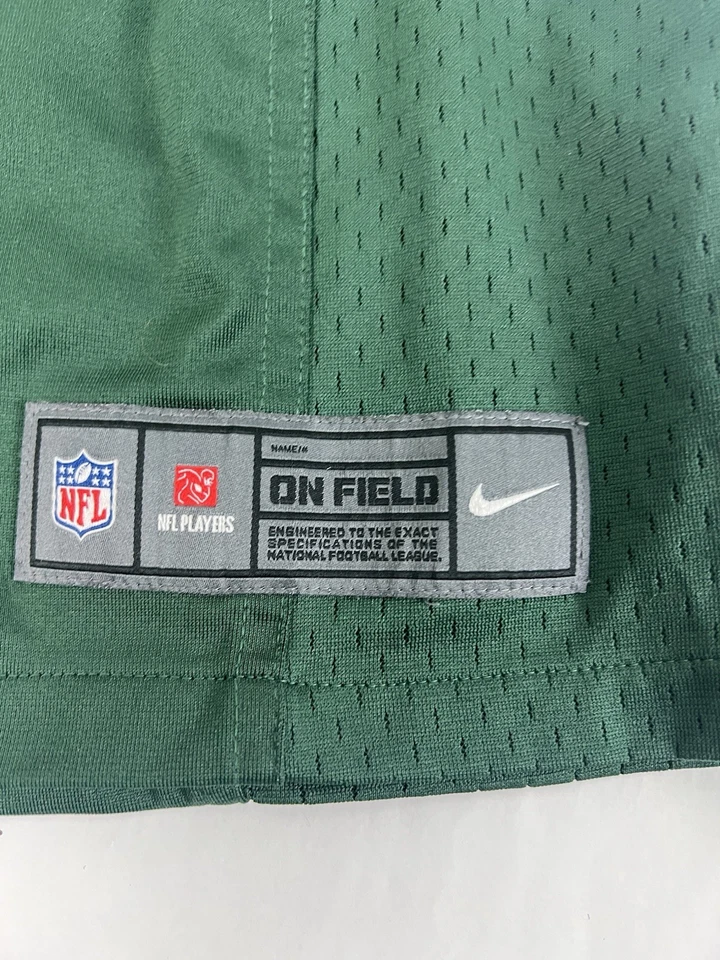 NFL
NFL PLAYERS
NAME/#
ON FIELD
ENGINEERED TO THE EXACT
SPECIFICATIONS OF THE
NATIONAL FOOTBALL LEAGUE.